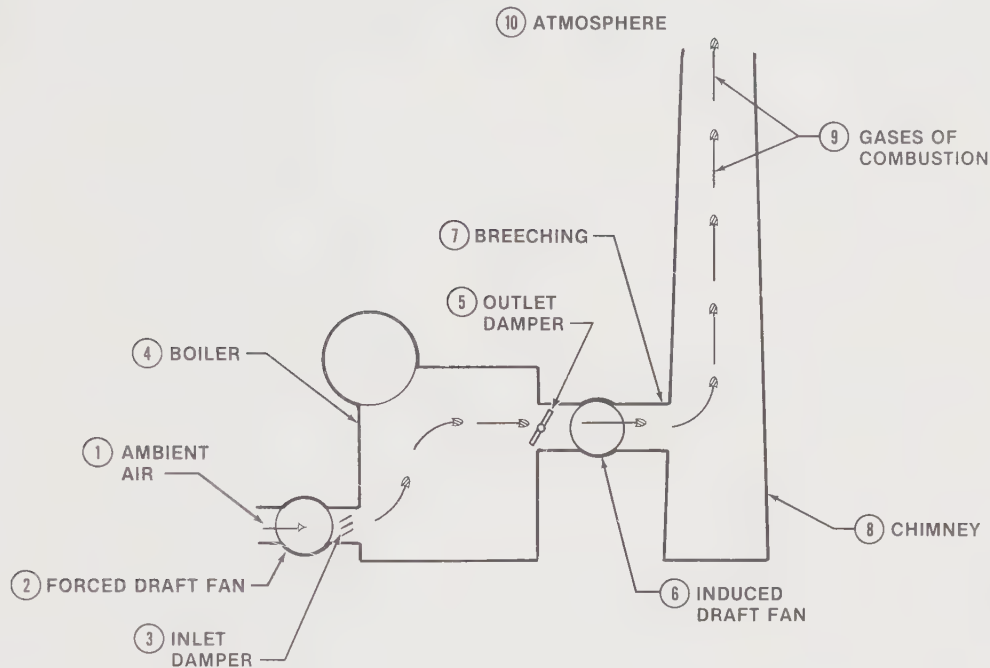 10 ATMOSPHERE
9 GASES OF
COMBUSTION
7 BREECHING
5 OUTLET
DAMPER
4 BOILER
1 AMBIENT
AIR
8 CHIMNEY
2 FORCED DRAFT FAN
6 INDUCED
DRAFT FAN
3 INLET
DAMPER